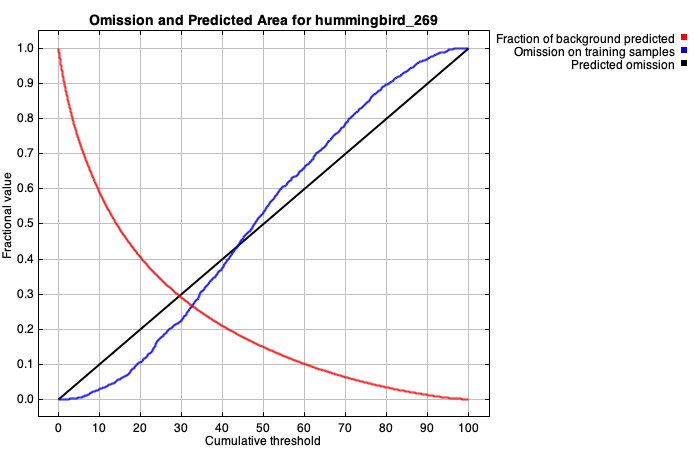 Omission and Predicted Area for hummingbird_269
Fraction of background predicted
Omission on training samples
Predicted omission
1.0
0.9
0.8
0.7
0.6
0.5
0.4
0.3
0.2
0.1
0.0
Fractional value
0 10 20 30 40 50 60 70 80 90 100
Cumulative threshold